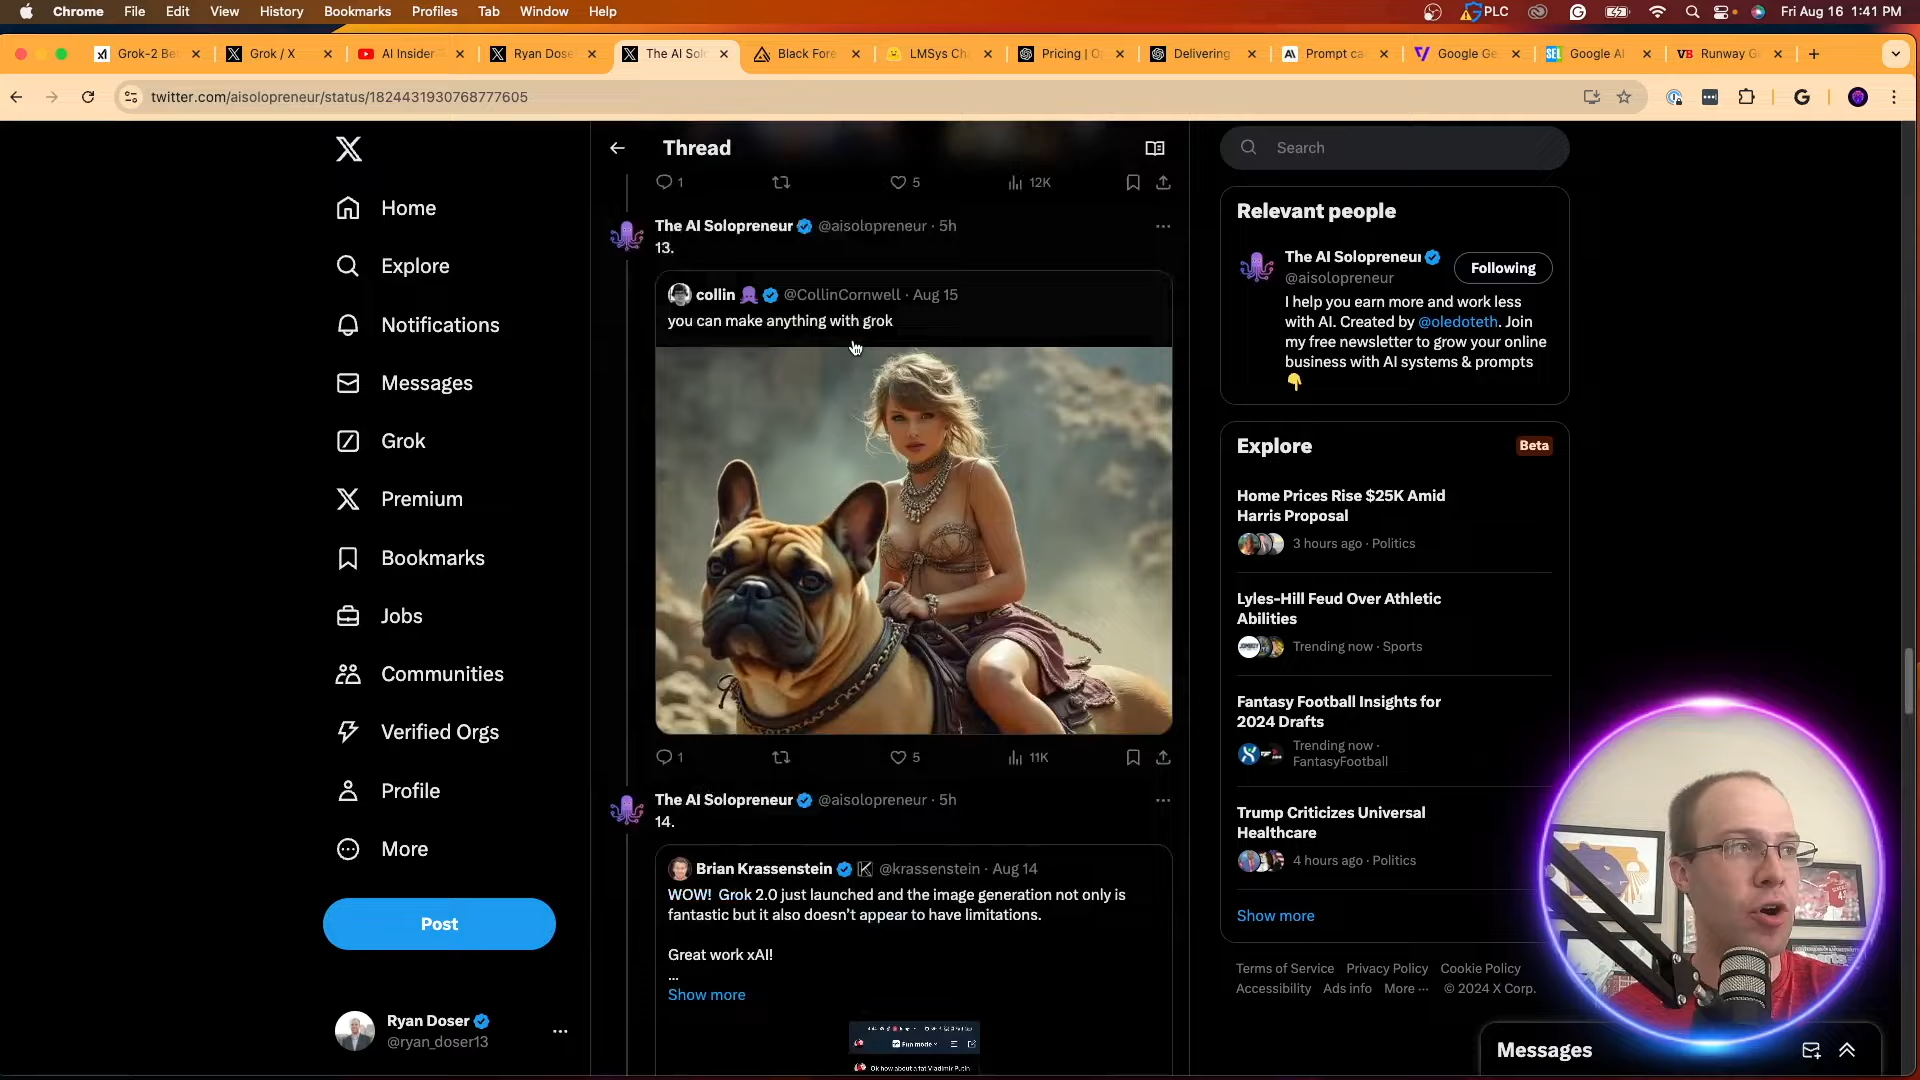 Chrome File Edit View History Bookmarks Profiles Tab Window Help
PLC
Fri Aug 16 1:41 PM
Grok-2 Be
Grok / X
AI Insider
Ryan Dose
The AI Sol
Black Fore
LMSys Ch
Pricing | O
Delivering
Prompt ca
Google Ge
Google AI
Runway G
twitter.com/aisolopreneur/status/1824431930768777605
Home
Explore
Notifications
Messages
Grok
Premium
Bookmarks
Jobs
Communities
Verified Orgs
Profile
More
Post
Ryan Doser
@ryan_doser13
Thread
1 5 12K
The AI Solopreneur @aisolopreneur · 5h
13.
collin @CollinCornwell · Aug 15
you can make anything with grok
1 5 11K
The AI Solopreneur @aisolopreneur · 5h
14.
Brian Krassenstein @krassenstein · Aug 14
WOW! Grok 2.0 just launched and the image generation not only is
fantastic but it also doesn’t appear to have limitations.
Great work xAI!
...
Show more
Fun mode
Ok how about a fat Vladimir Putin
Search
Relevant people
The AI Solopreneur
@aisolopreneur
Following
I help you earn more and work less
with AI. Created by @oledoteth. Join
my free newsletter to grow your online
business with AI systems & prompts
Explore
Beta
Home Prices Rise $25K Amid
Harris Proposal
3 hours ago · Politics
Lyles-Hill Feud Over Athletic
Abilities
Trending now · Sports
Fantasy Football Insights for
2024 Drafts
Trending now ·
FantasyFootball
Trump Criticizes Universal
Healthcare
4 hours ago · Politics
Show more
Terms of Service Privacy Policy Cookie Policy
Accessibility Ads info More ··· © 2024 X Corp.
Messages